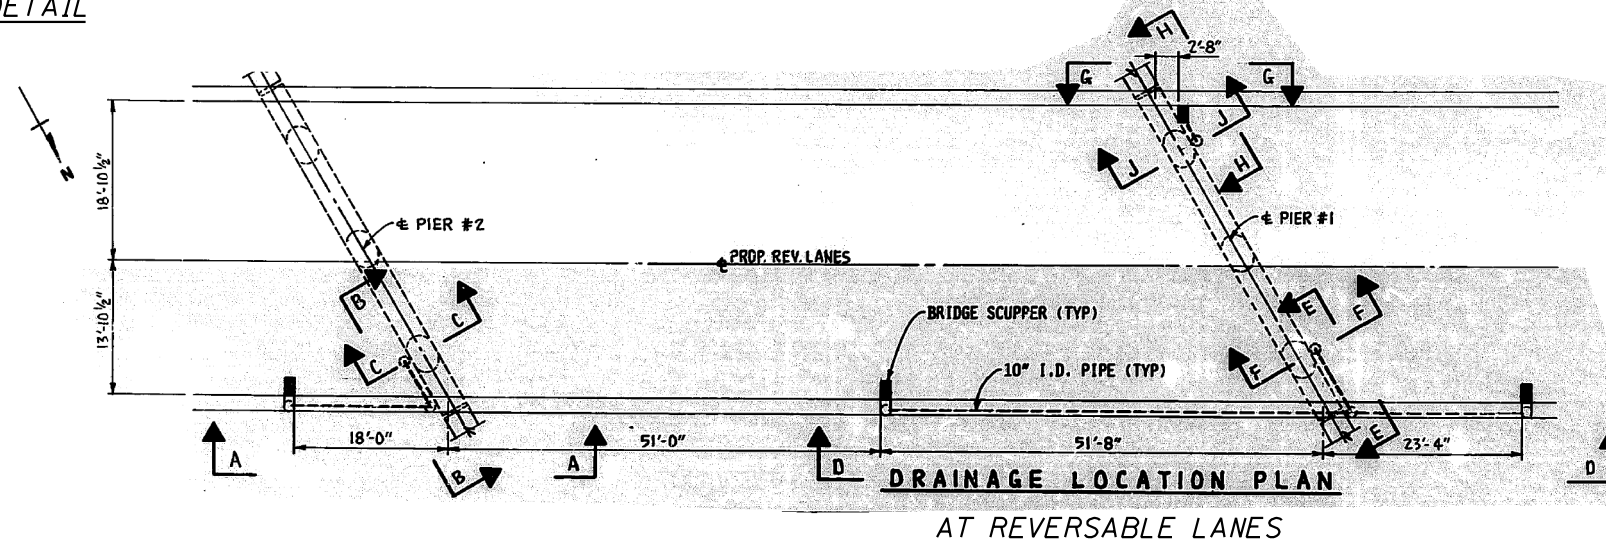 DETAIL
H
2'-8"
G
G
J
J
H
N
18'-10½"
℄ PIER #2
℄ PIER #1
℄ PROP. REV. LANES
B
C
E
F
13'-10½"
BRIDGE SCUPPER (TYP)
C
10" I.D. PIPE (TYP)
F
18'-0"
51'-0"
51'-8"
E
23'-4"
A
A
B
D
D
DRAINAGE LOCATION PLAN
AT REVERSABLE LANES